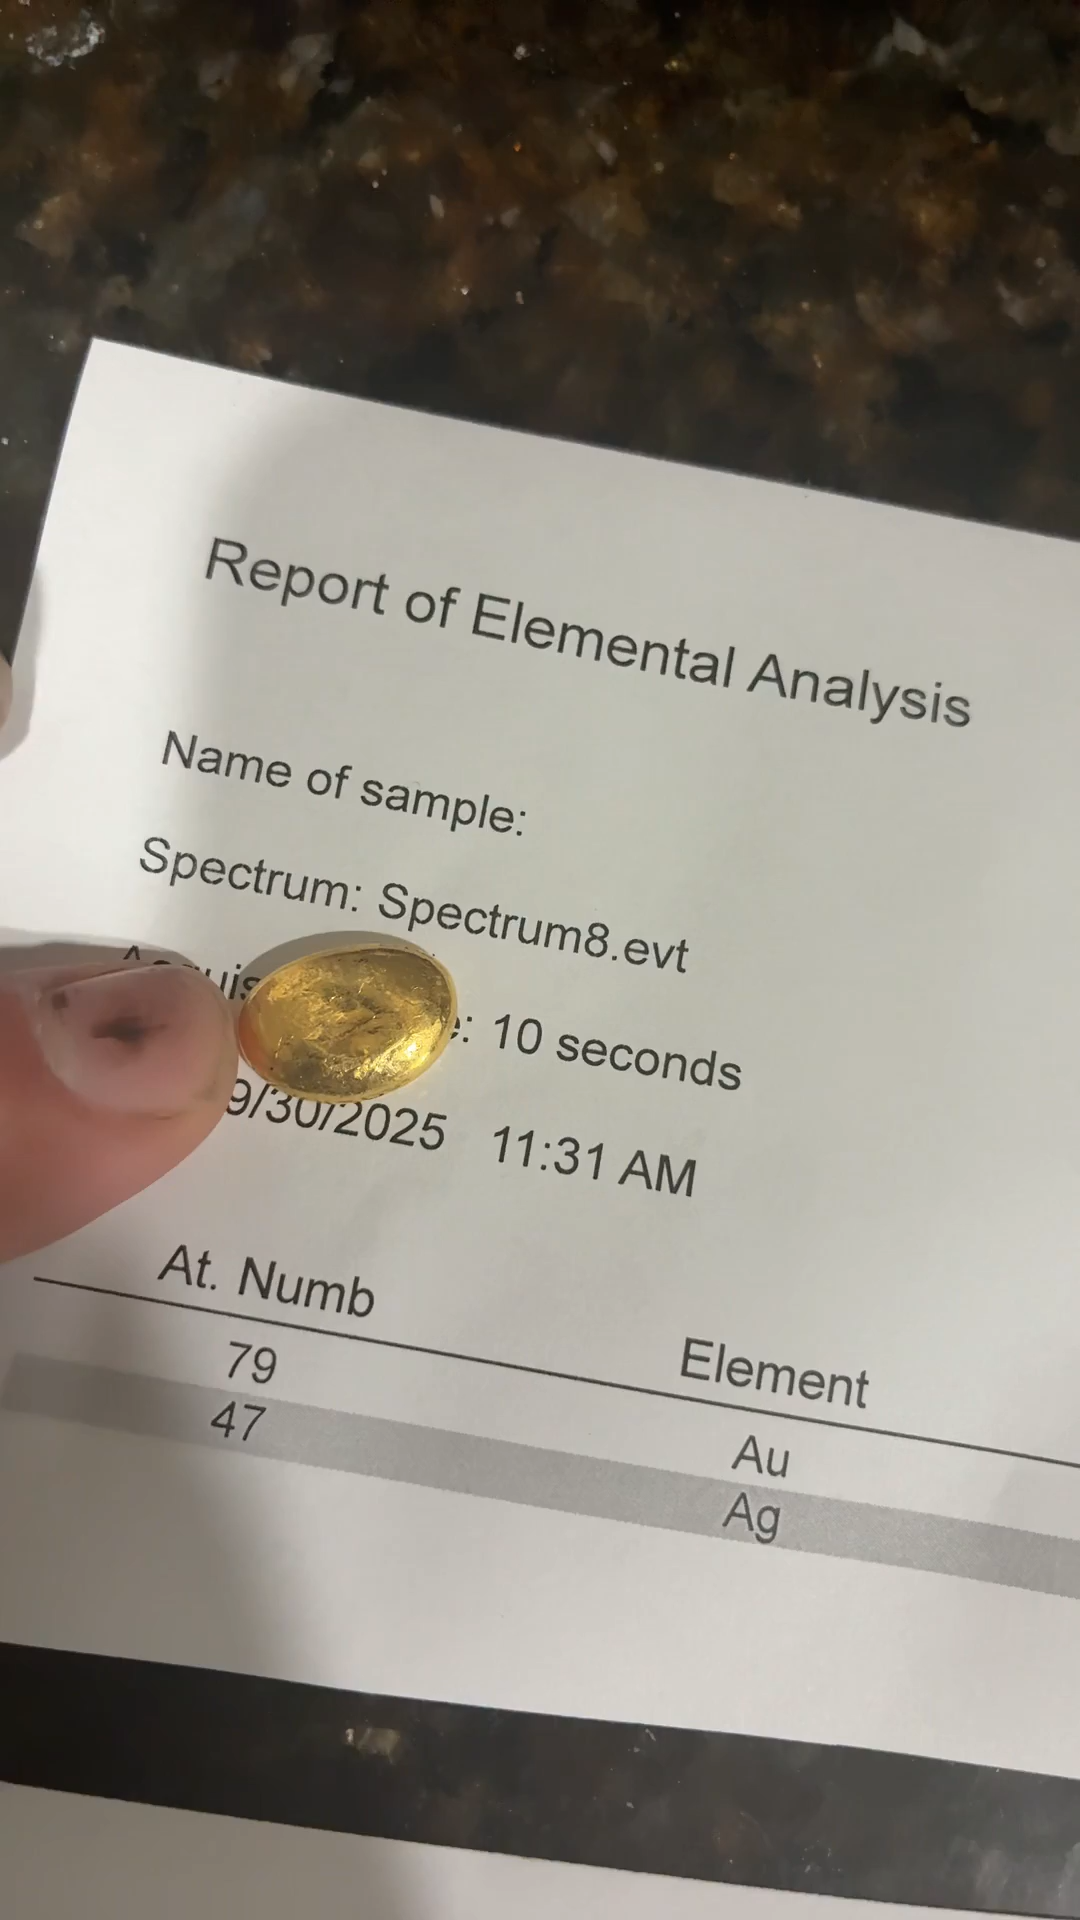 Report of Elemental Analysis
Name of sample:
Spectrum: Spectrum8.evt
: 10 seconds
9/30/2025 11:31 AM
At. Numb Element
79 Au
47 Ag